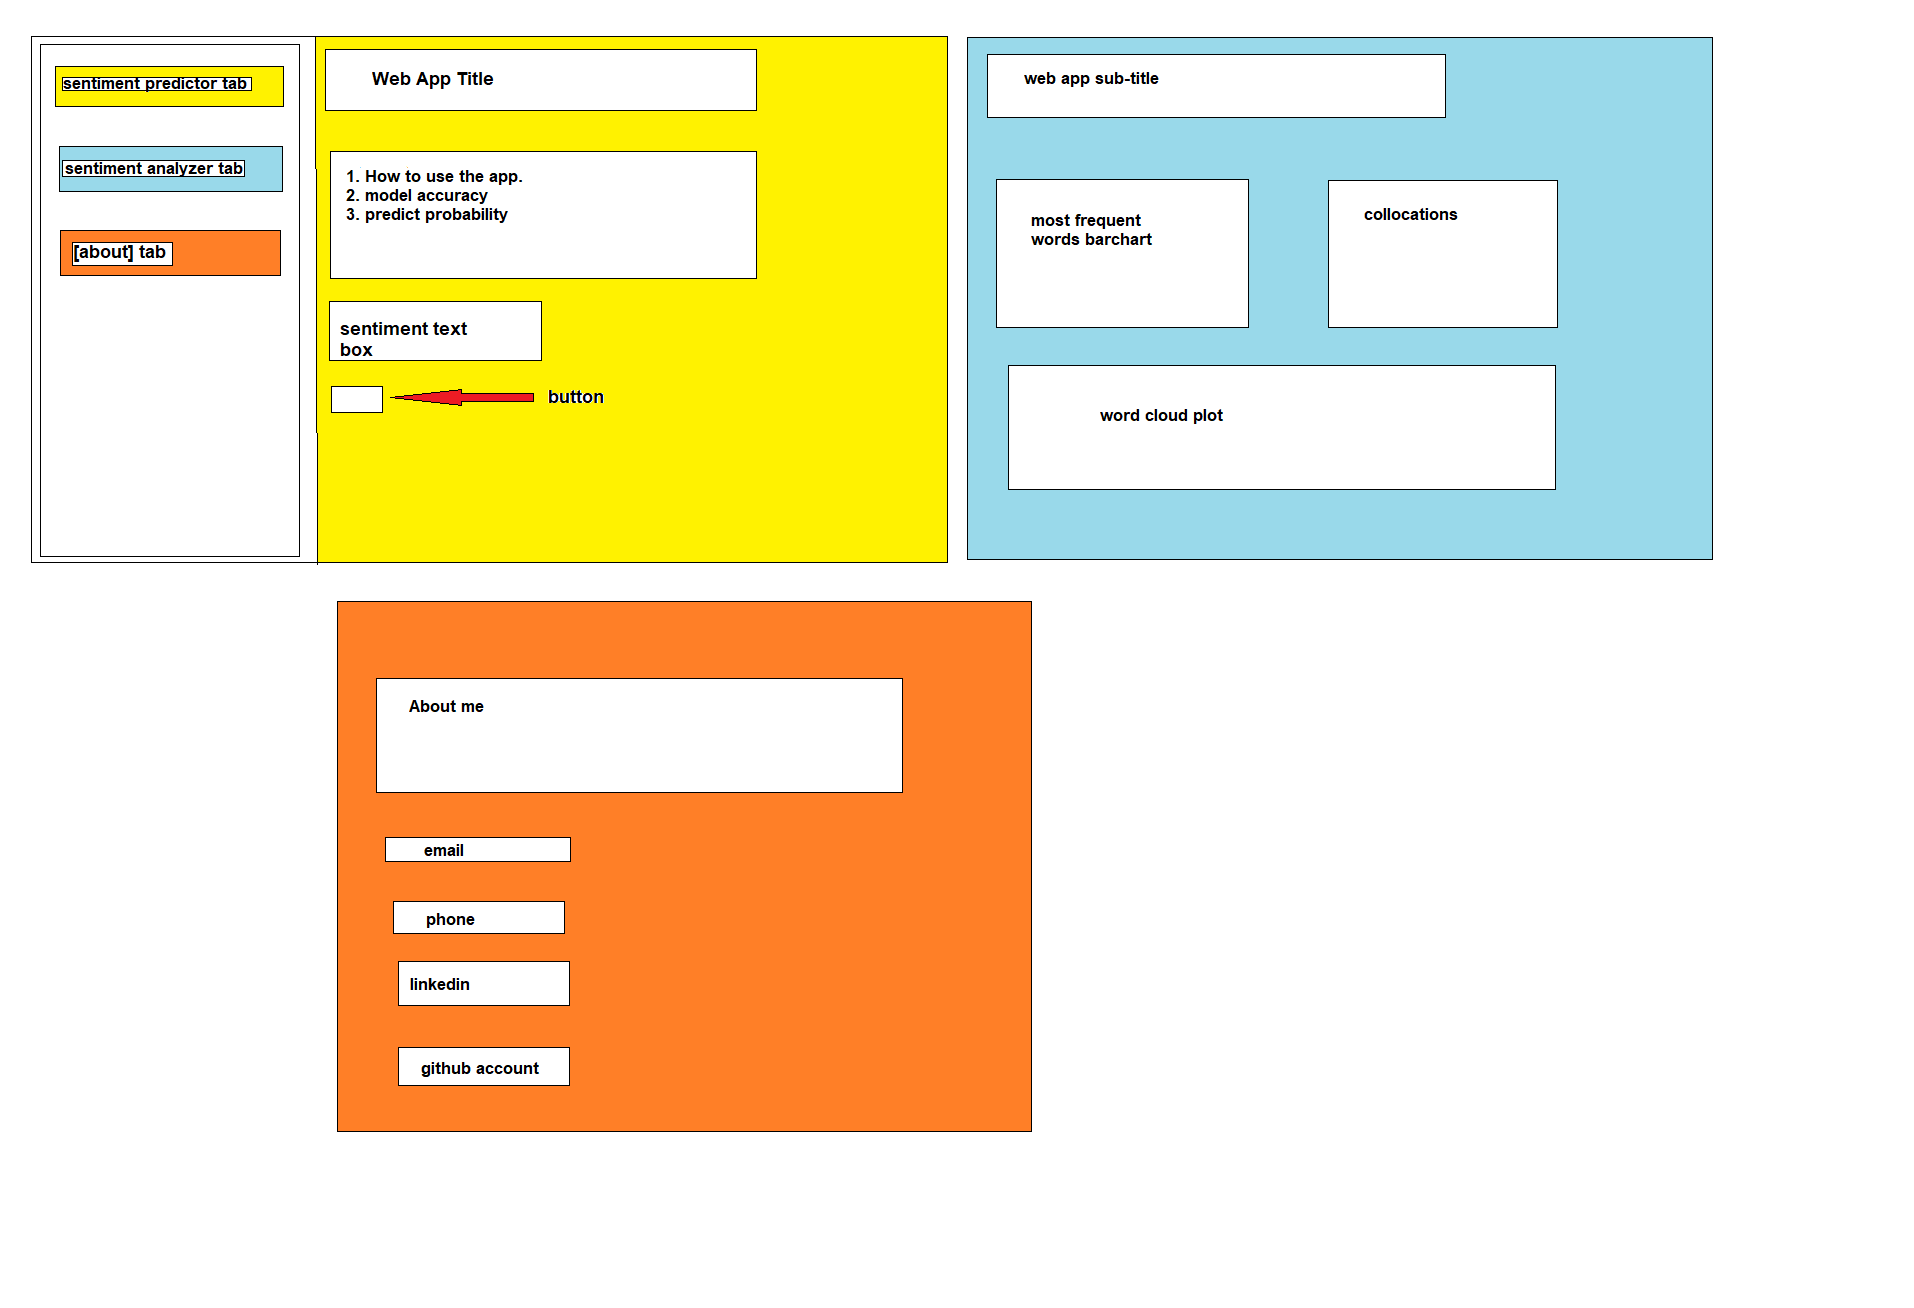 sentiment predictor tab
sentiment analyzer tab
[about] tab
Web App Title
1. How to use the app.
2. model accuracy
3. predict probability
sentiment text
box
button
web app sub-title
most frequent
words barchart
collocations
word cloud plot
About me
email
phone
linkedin
github account